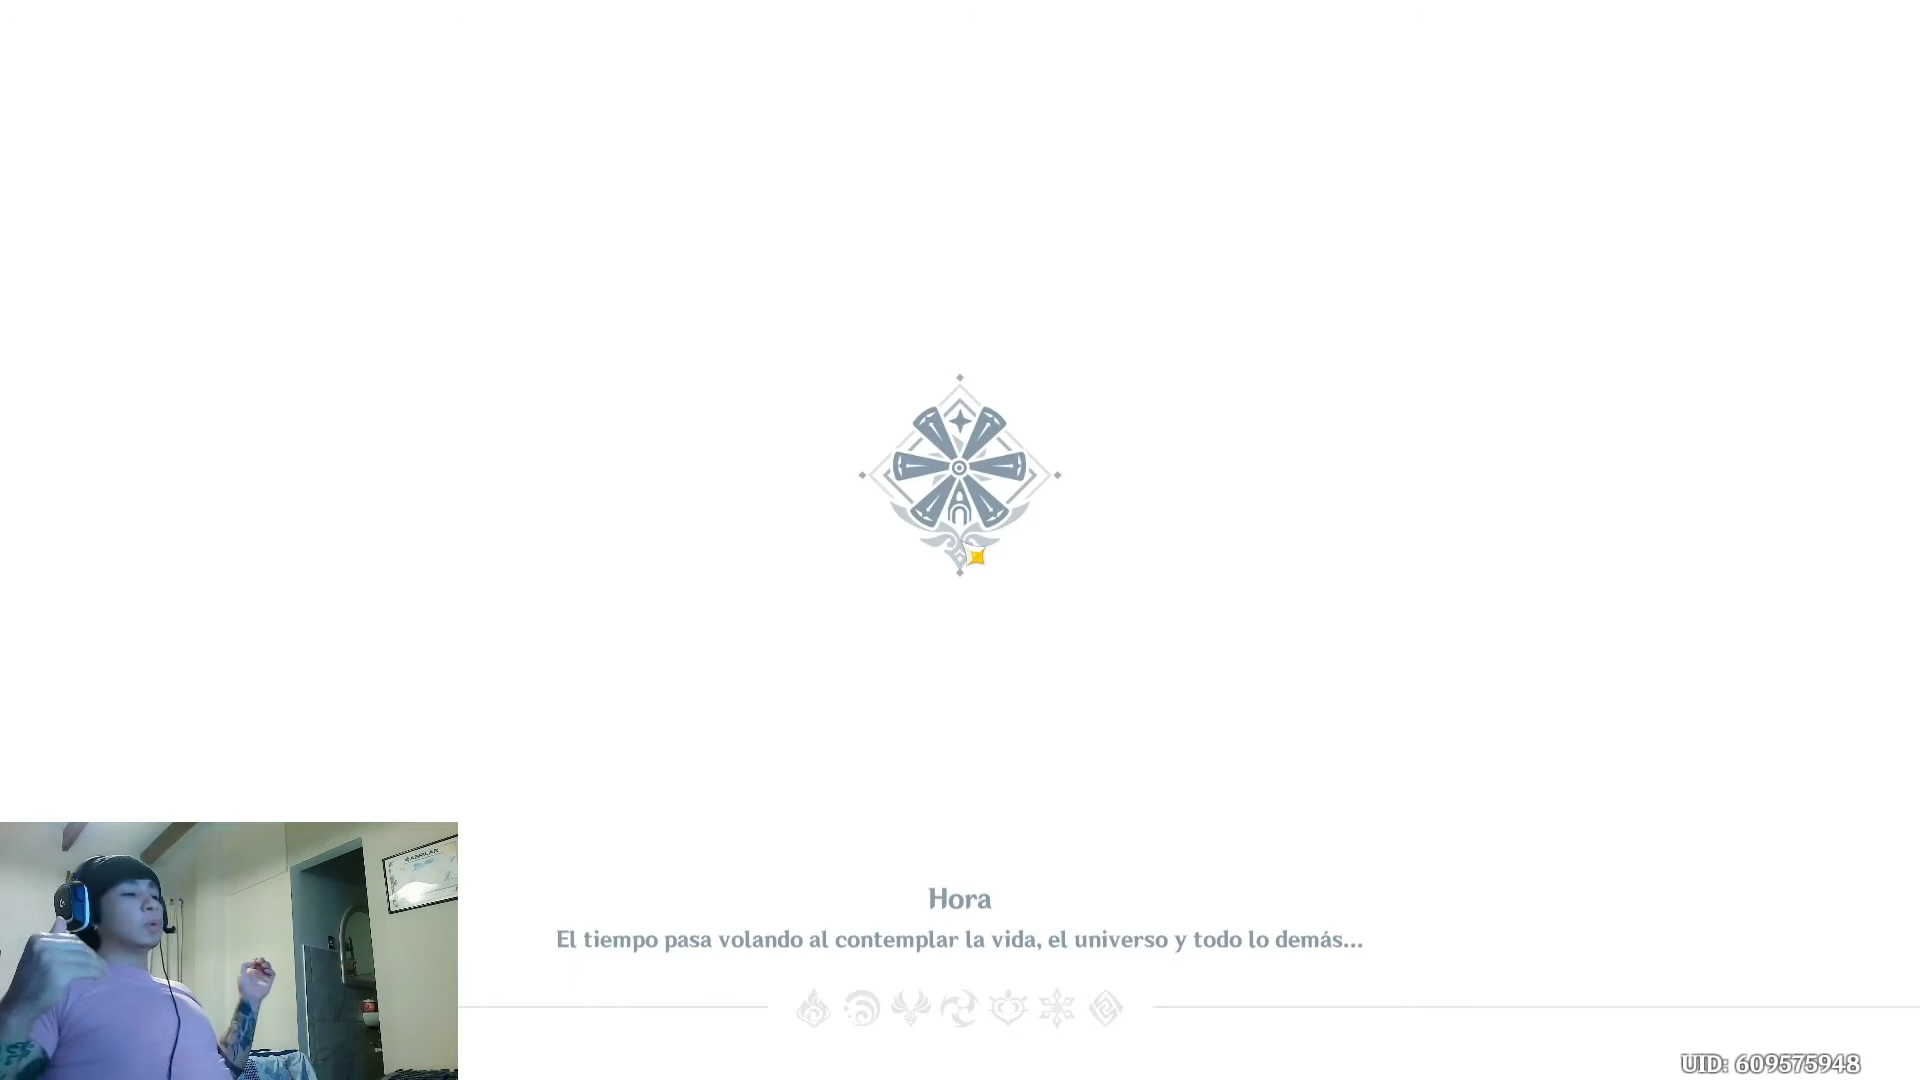 Hora
El tiempo pasa volando al contemplar la vida, el universo y todo lo demás...
UID: 609575948